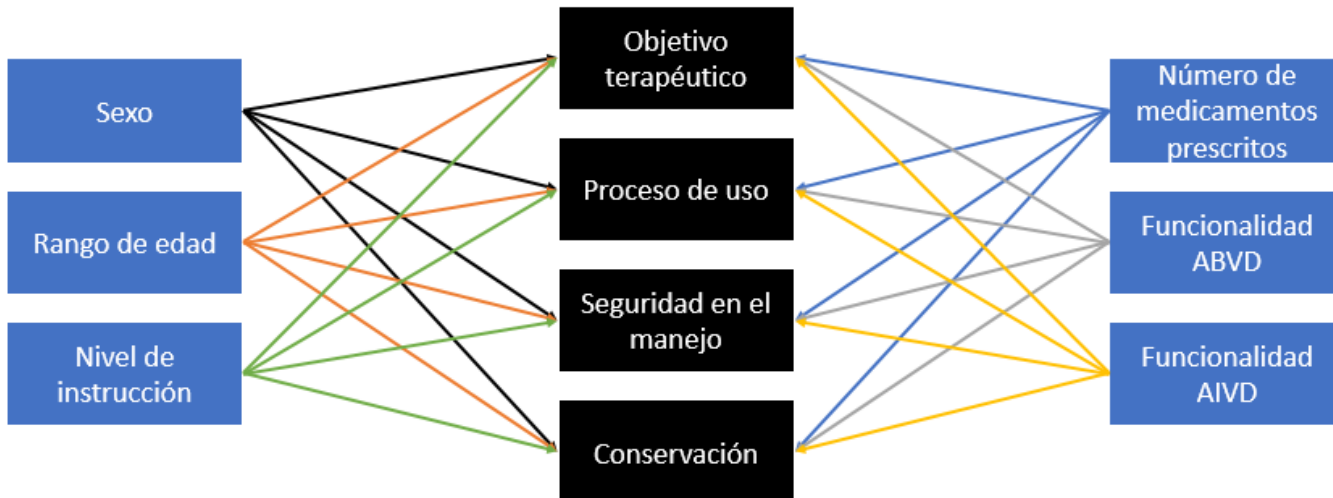 Sexo
Rango de edad
Nivel de
instrucción
Objetivo
terapéutico
Proceso de uso
Seguridad en el
manejo
Conservación
Número de
medicamentos
prescritos
Funcionalidad
ABVD
Funcionalidad
AIVD